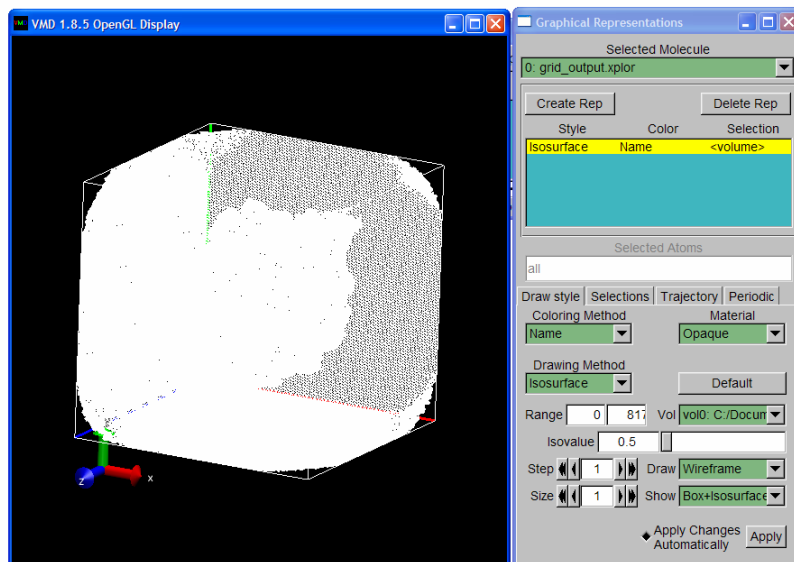 VMD 1.8.5 OpenGL Display
z
x
Graphical Representations
Selected Molecule
0: grid_output.xplor
Create Rep Delete Rep
Style Color Selection
Isosurface Name <volume>
Selected Atoms
all
Draw style Selections Trajectory Periodic
Coloring Method Material
Name Opaque
Drawing Method
Isosurface Default
Range 0 817 Vol vol0: C:/Docum
Isovalue 0.5
Step 1 Draw Wireframe
Size 1 Show Box+Isosurface
Apply Changes
Automatically Apply